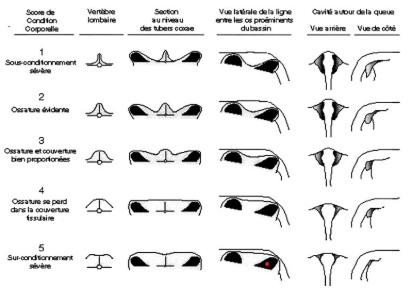 Score de
Condition
Corporelle
Vertèbre
lombaire
Section
au niveau
des tubers coxae
Vue latérale de la ligne
entre les os proéminents
du bassin
Cavité autour de la queue
Vue arrière
Vue de côté
1
Sous-conditionnement
sévère
2
Ossature évidente
3
Ossature et couverture
bien proportionées
4
Ossature se perd
dans la couverture
tissulaire
5
Sur-conditionnement
sévère